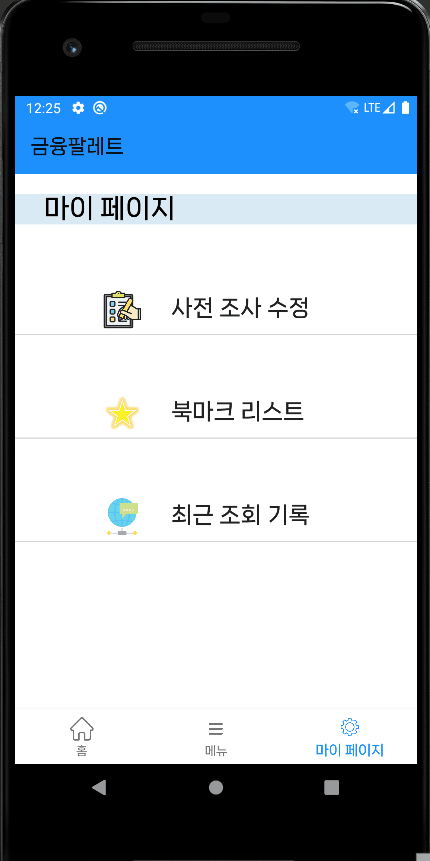 12:25 LTE
금융팔레트
마이 페이지
사전 조사 수정
북마크 리스트
최근 조회 기록
홈 메뉴 마이 페이지